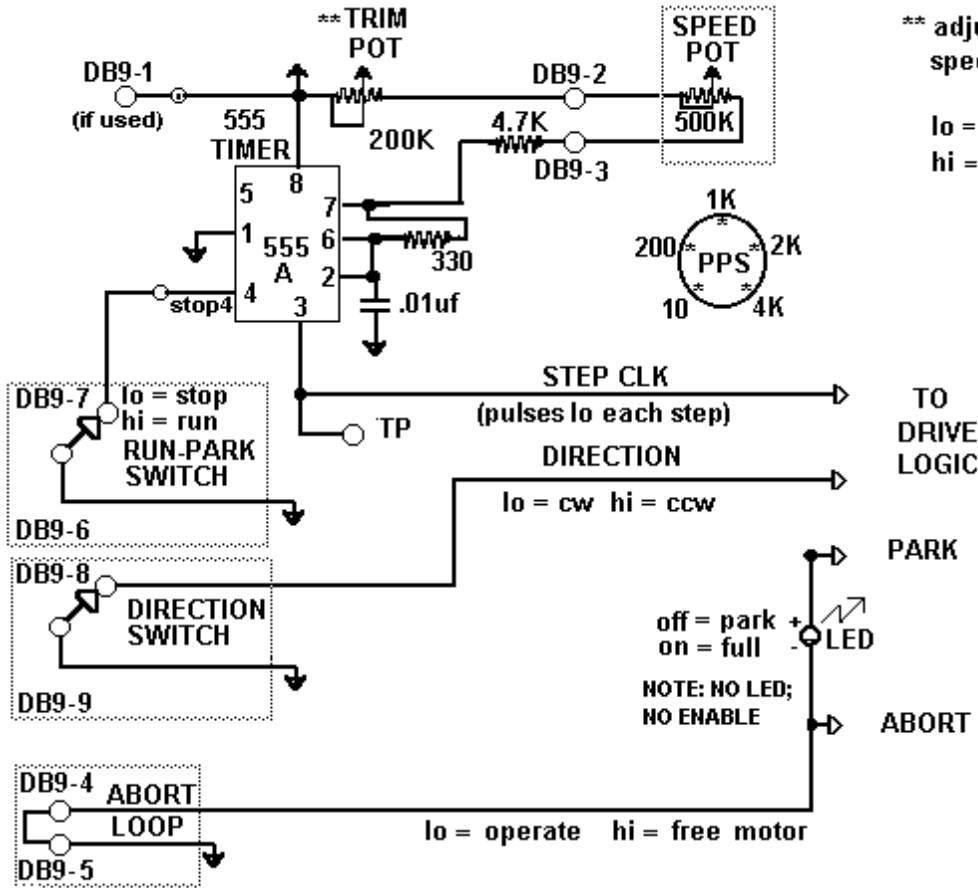 ** TRIM
POT
SPEED
POT
** adju
spee
DB9-1
DB9-2
(if used)
555
TIMER
200K
4.7K
500K
lo =
hi =
DB9-3
8
5
7
1
6
555
A
2
4
3
330
stop4
.01uf
1K
200
2K
PPS
10
4K
* * * * *
DB9-7
lo = stop
hi = run
RUN-PARK
SWITCH
DB9-6
TP
STEP CLK
(pulses lo each step)
DIRECTION
lo = cw hi = ccw
TO
DRIVE
LOGIC
DB9-8
DIRECTION
SWITCH
DB9-9
PARK
off = park
on = full
+
-
LED
NOTE: NO LED;
NO ENABLE
ABORT
DB9-4
ABORT
LOOP
DB9-5
lo = operate hi = free motor